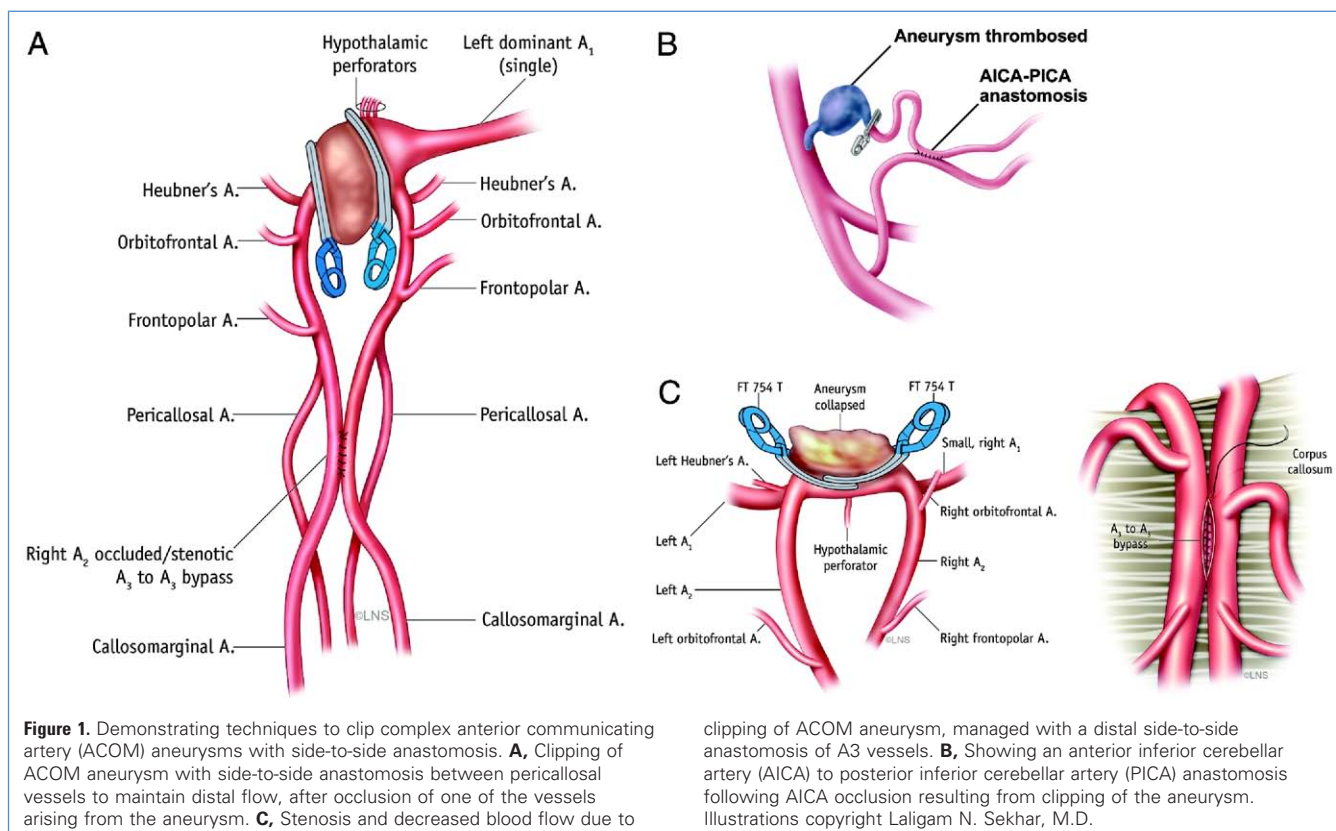 A
Hypothalamic
perforators
Left dominant A₁
(single)
Heubner's A.
Heubner's A.
Orbitofrontal A.
Orbitofrontal A.
Frontopolar A.
Frontopolar A.
Pericallosal A.
Pericallosal A.
Right A₂ occluded/stenotic
A₃ to A₃ bypass
©LNS
Callosomarginal A.
Callosomarginal A.
B
Aneurysm thrombosed
AICA-PICA
anastomosis
C
FT 754 T
Aneurysm
collapsed
FT 754 T
Small, right A₁
Left Heubner's A.
Right orbitofrontal A.
Left A₁
Hypothalamic
perforator
Right A₂
Left A₂
Left orbitofrontal A.
Right frontopolar A.
©LNS
Corpus
callosum
A₃ to A₃
bypass
©LNS
Figure 1. Demonstrating techniques to clip complex anterior communicating
artery (ACOM) aneurysms with side-to-side anastomosis. A, Clipping of
ACOM aneurysm with side-to-side anastomosis between pericallosal
vessels to maintain distal flow, after occlusion of one of the vessels
arising from the aneurysm. C, Stenosis and decreased blood flow due to
clipping of ACOM aneurysm, managed with a distal side-to-side
anastomosis of A3 vessels. B, Showing an anterior inferior cerebellar
artery (AICA) to posterior inferior cerebellar artery (PICA) anastomosis
following AICA occlusion resulting from clipping of the aneurysm.
Illustrations copyright Laligam N. Sekhar, M.D.